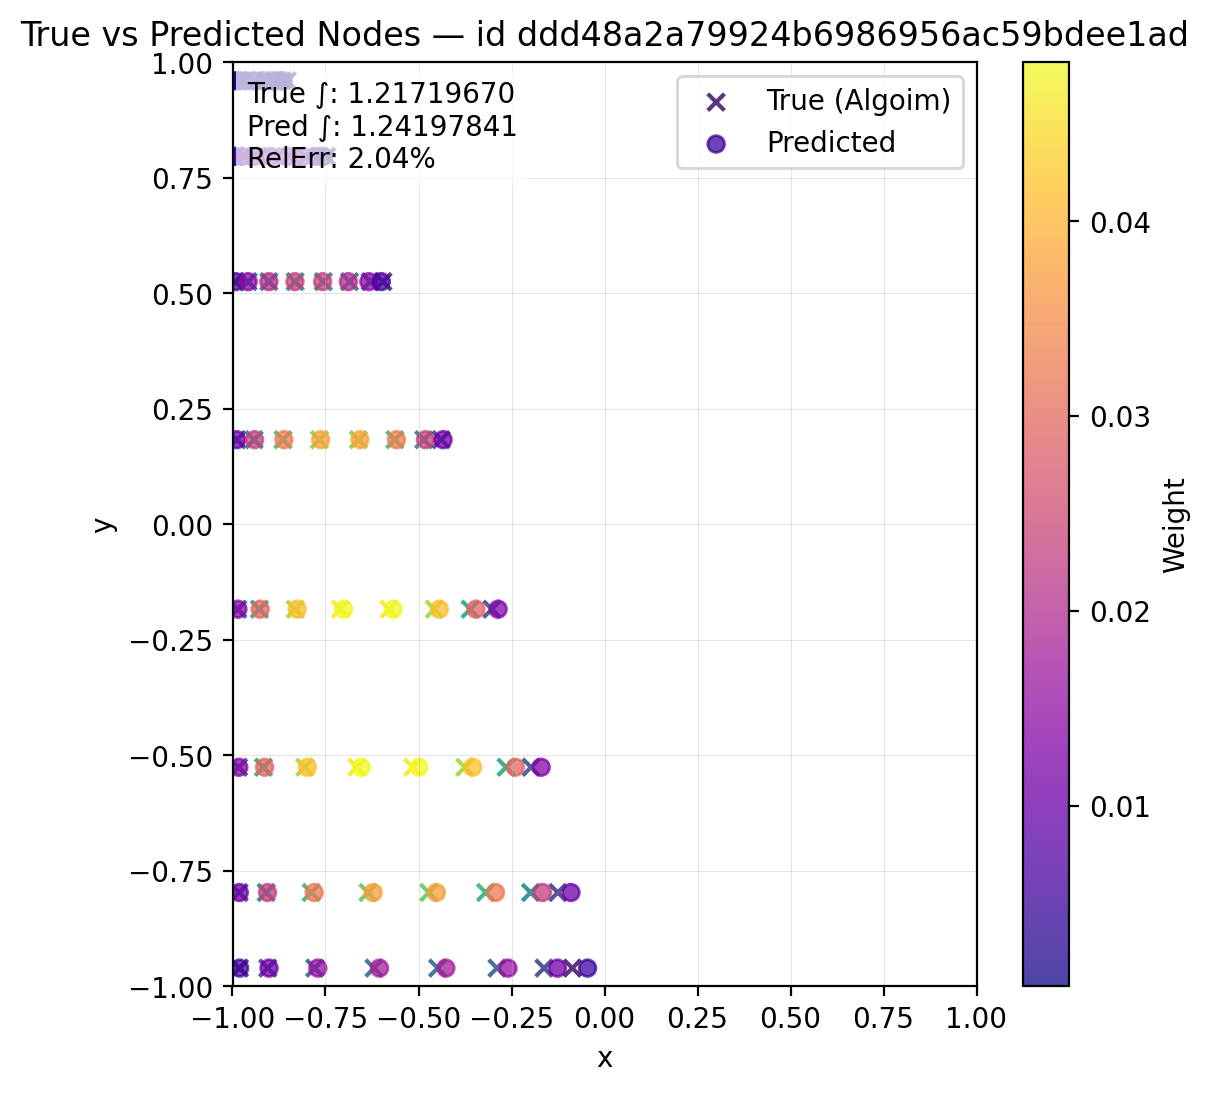 True vs Predicted Nodes — id ddd48a2a79924b6986956ac59bdee1ad
True ∫: 1.21719670
Pred ∫: 1.24197841
RelErr: 2.04%
True (Algoim)
Predicted
1.00
0.75
0.50
0.25
0.00
−0.25
−0.50
−0.75
−1.00
y
−1.00 −0.75 −0.50 −0.25 0.00 0.25 0.50 0.75 1.00
x
0.04
0.03
0.02
0.01
Weight